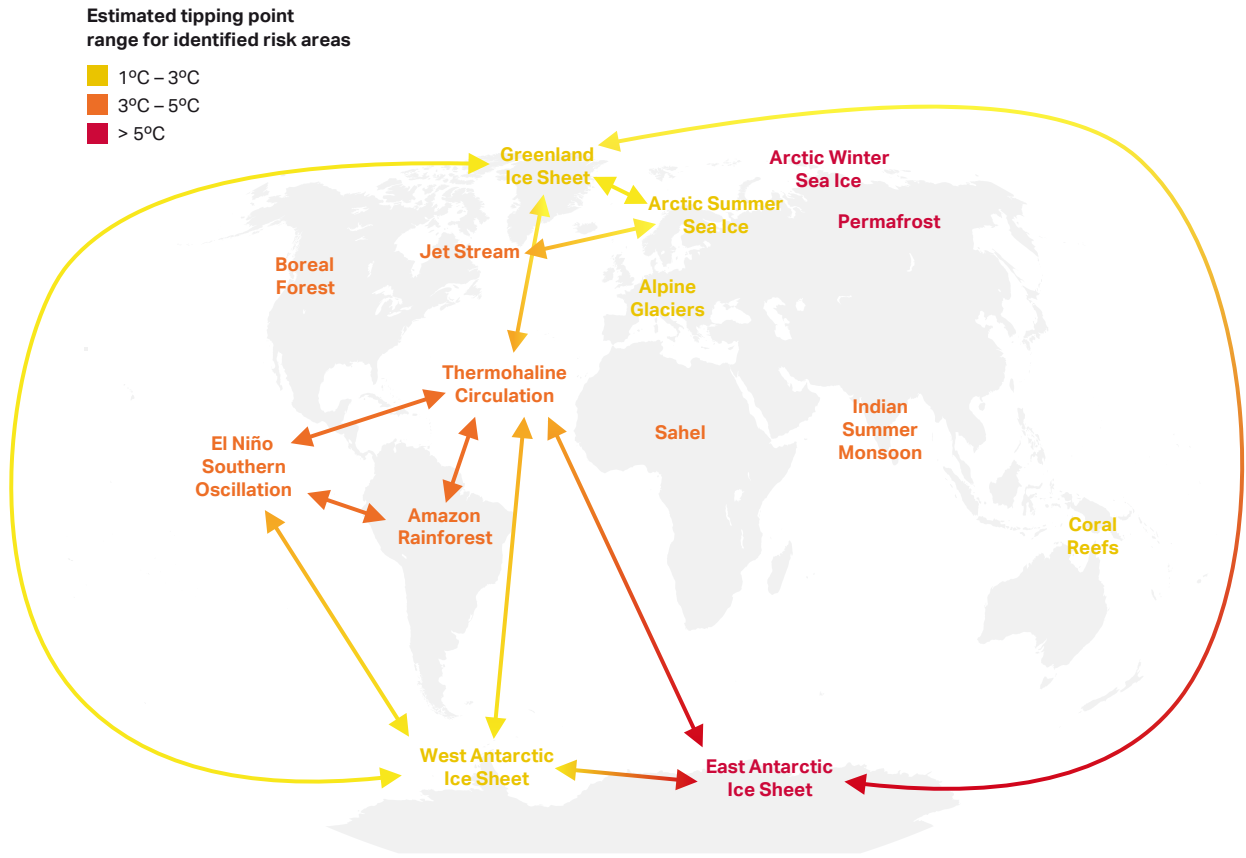 Estimated tipping point
range for identified risk areas
1ºC – 3ºC
3ºC – 5ºC
> 5ºC
Greenland
Ice Sheet
Arctic Winter
Sea Ice
Arctic Summer
Sea Ice
Permafrost
Jet Stream
Boreal
Forest
Alpine
Glaciers
Thermohaline
Circulation
Sahel
Indian
Summer
Monsoon
El Niño
Southern
Oscillation
Amazon
Rainforest
Coral
Reefs
West Antarctic
Ice Sheet
East Antarctic
Ice Sheet